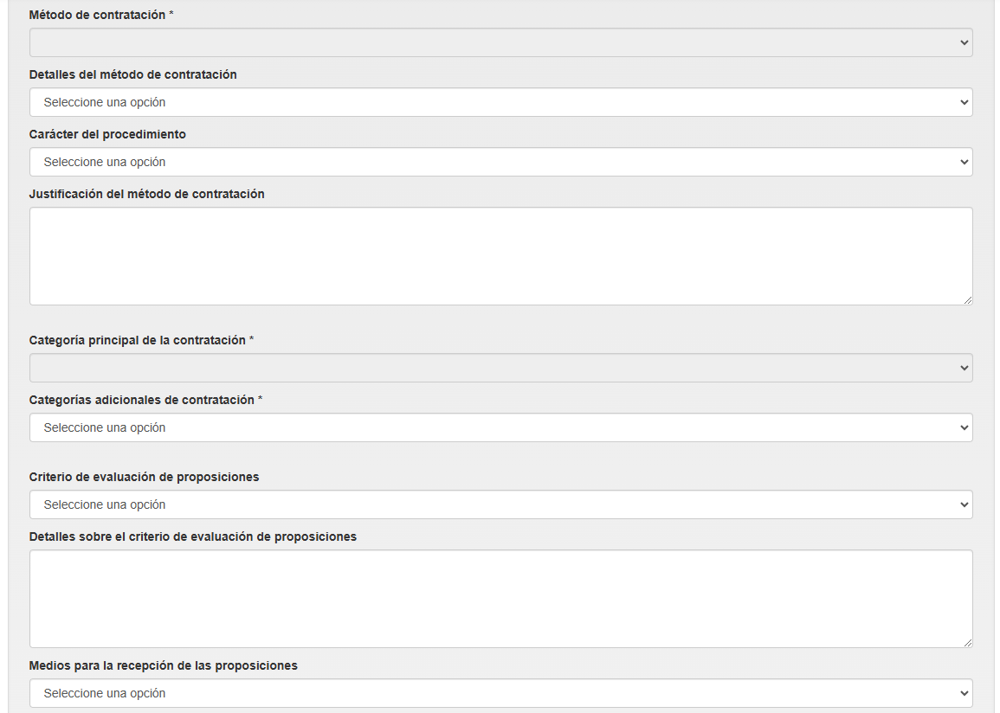 Método de contratación *
Detalles del método de contratación
Seleccione una opción
Carácter del procedimiento
Seleccione una opción
Justificación del método de contratación
Categoría principal de la contratación *
Categorías adicionales de contratación *
Seleccione una opción
Criterio de evaluación de proposiciones
Seleccione una opción
Detalles sobre el criterio de evaluación de proposiciones
Medios para la recepción de las proposiciones
Seleccione una opción